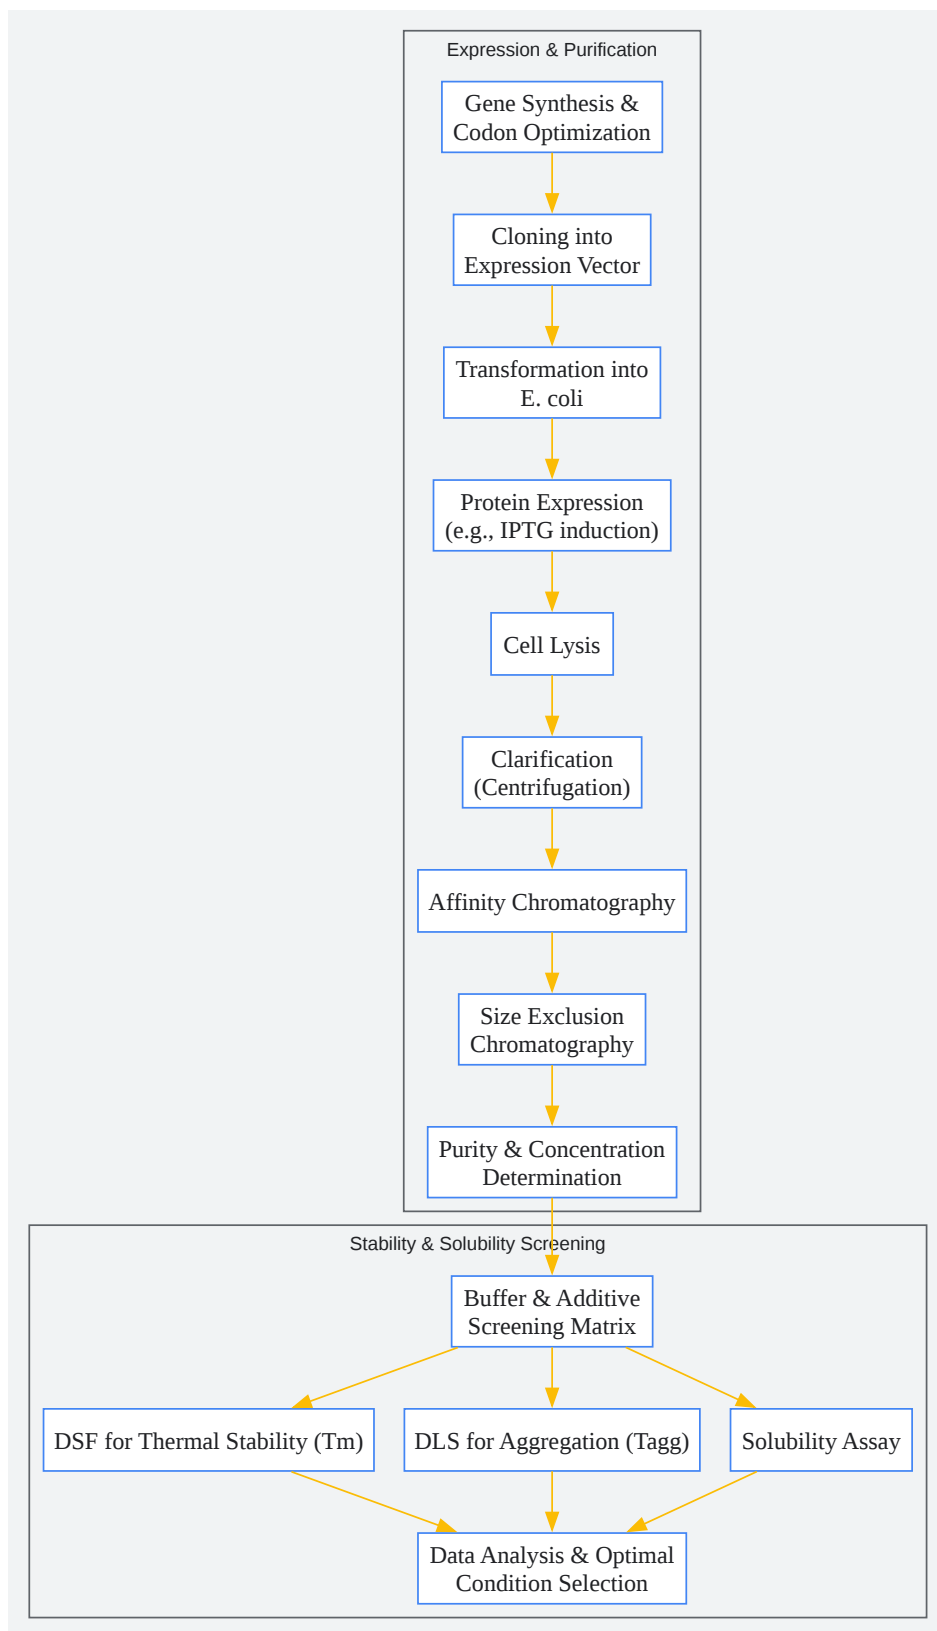 Expression & Purification
Gene Synthesis &
Codon Optimization
Cloning into
Expression Vector
Transformation into
E. coli
Protein Expression
(e.g., IPTG induction)
Cell Lysis
Clarification
(Centrifugation)
Affinity Chromatography
Size Exclusion
Chromatography
Purity & Concentration
Determination
Stability & Solubility Screening
Buffer & Additive
Screening Matrix
DSF for Thermal Stability (Tm)
DLS for Aggregation (Tagg)
Solubility Assay
Data Analysis & Optimal
Condition Selection